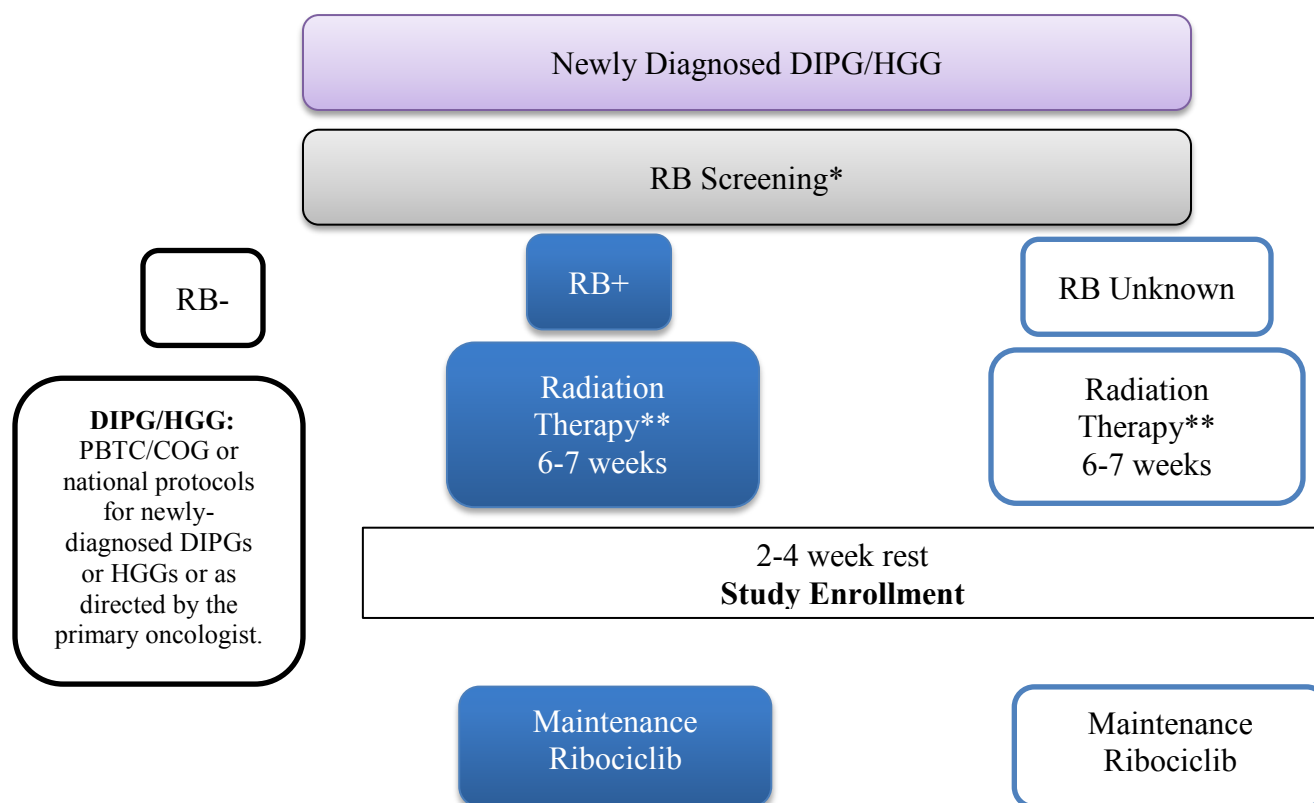 Newly Diagnosed DIPG/HGG
RB Screening*
RB-
RB+
RB Unknown
DIPG/HGG:
PBTC/COG or
national protocols
for newly-
diagnosed DIPGs
or HGGs or as
directed by the
primary oncologist.
Radiation
Therapy**
6-7 weeks
Radiation
Therapy**
6-7 weeks
2-4 week rest
Study Enrollment
Maintenance
Ribociclib
Maintenance
Ribociclib